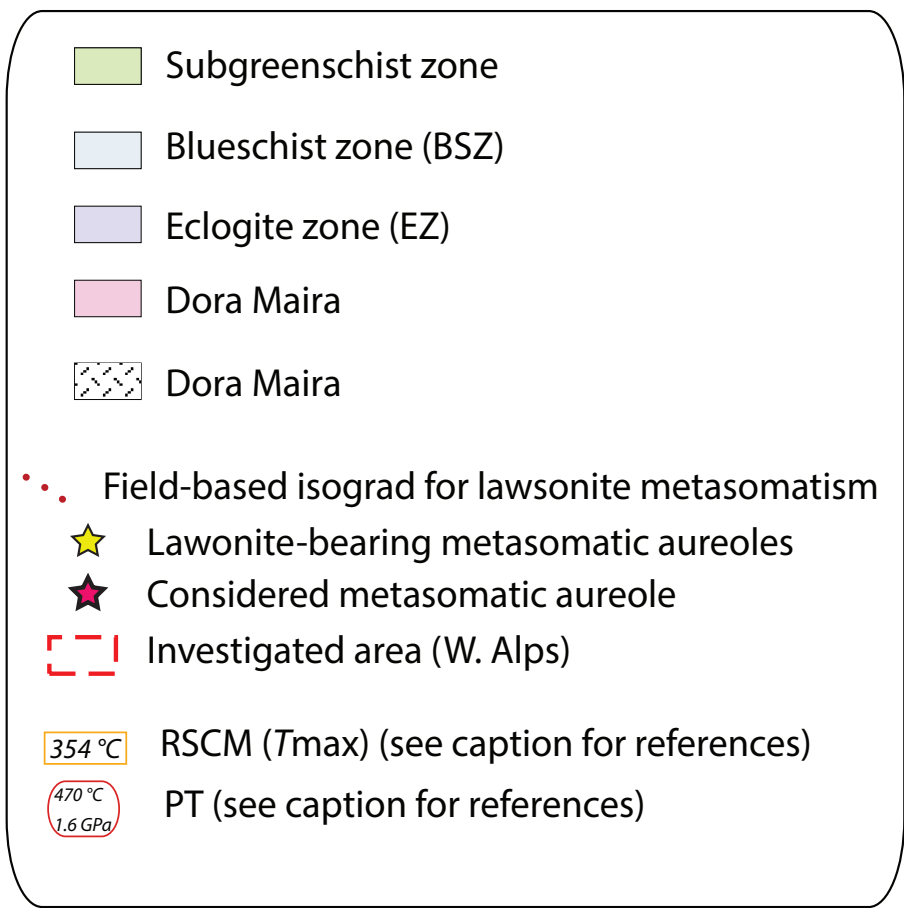 Subgreenschist zone
Blueschist zone (BSZ)
Eclogite zone (EZ)
Dora Maira
Dora Maira
Field-based isograd for lawsonite metasomatism
Lawonite-bearing metasomatic aureoles
Considered metasomatic aureole
Investigated area (W. Alps)
354 °C RSCM (Tmax) (see caption for references)
470 °C
1.6 GPa
PT (see caption for references)